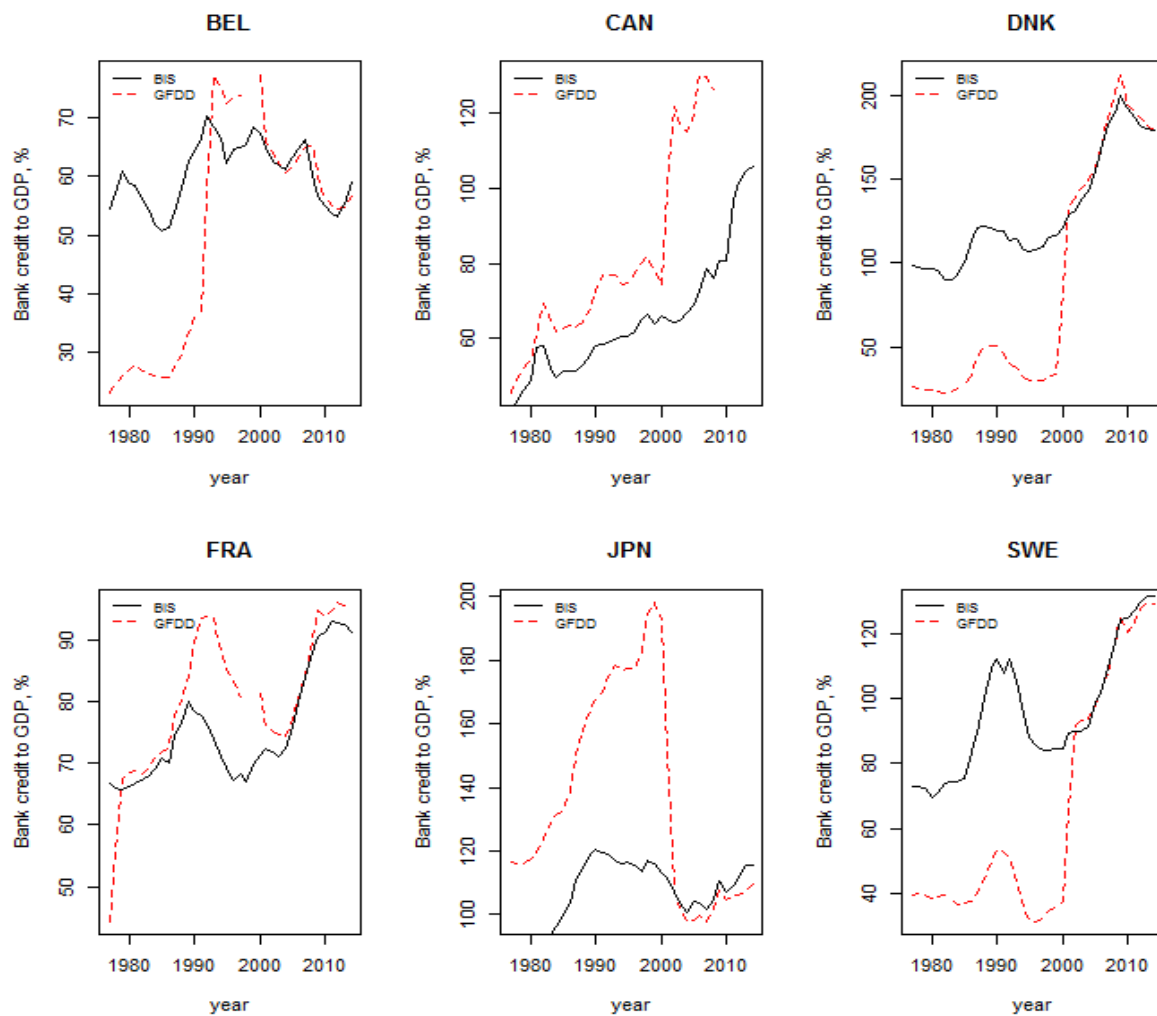 BEL
BIS
GFDD
Bank credit to GDP, %
30 40 50 60 70
1980 1990 2000 2010
year
CAN
BIS
GFDD
Bank credit to GDP, %
60 80 100 120
1980 1990 2000 2010
year
DNK
BIS
GFDD
Bank credit to GDP, %
50 100 150 200
1980 1990 2000 2010
year
FRA
BIS
GFDD
Bank credit to GDP, %
50 60 70 80 90
1980 1990 2000 2010
year
JPN
BIS
GFDD
Bank credit to GDP, %
100 120 140 160 180 200
1980 1990 2000 2010
year
SWE
BIS
GFDD
Bank credit to GDP, %
40 60 80 100 120
1980 1990 2000 2010
year